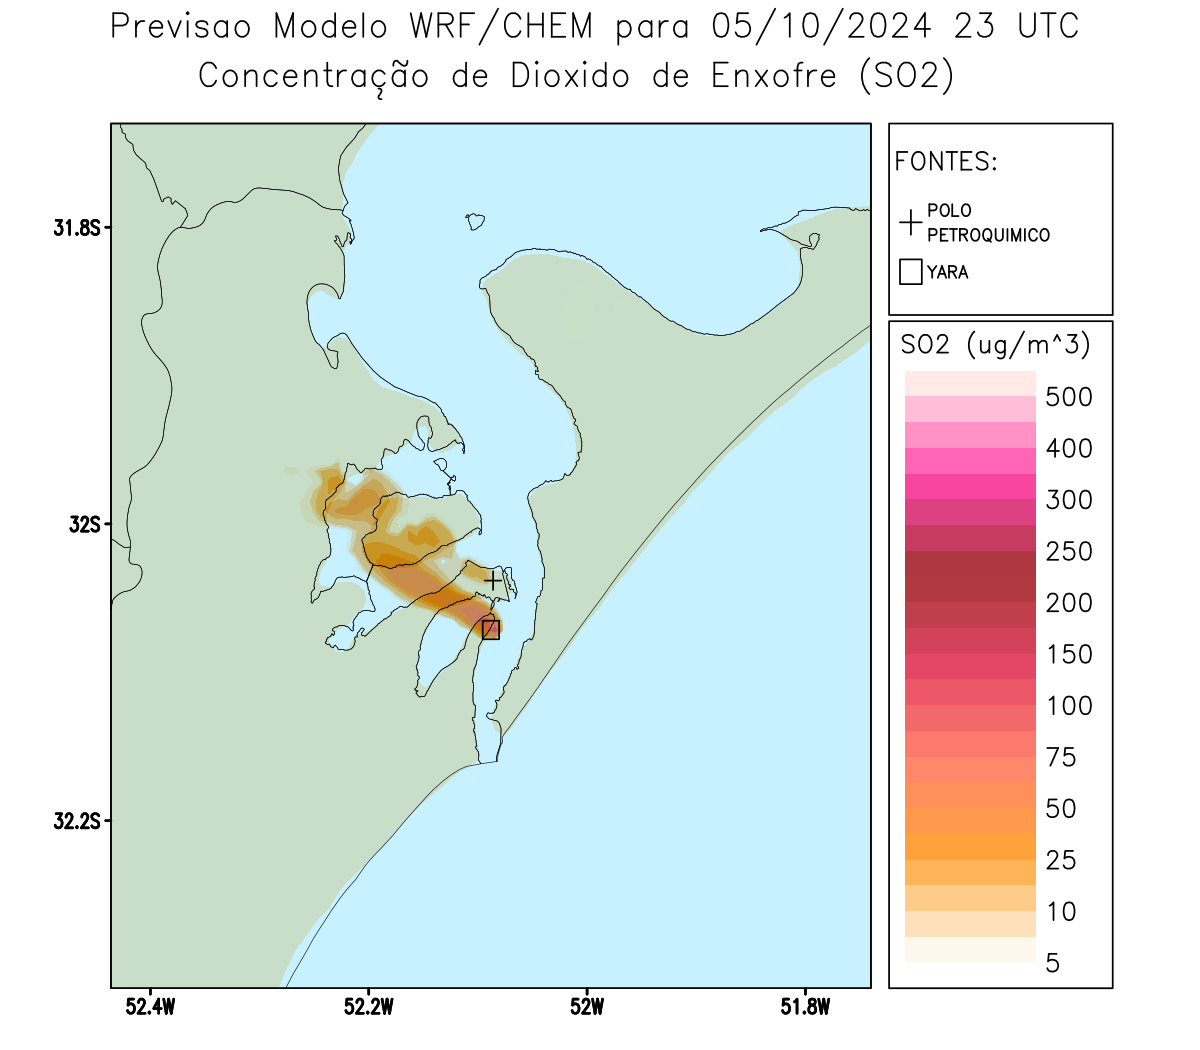 Previsao Modelo WRF/CHEM para 05/10/2024 23 UTC
Concentração de Dioxido de Enxofre (SO2)
FONTES:
POLO
PETROQUIMICO
YARA
31.8S
32S
32.2S
52.4W
52.2W
52W
51.8W
SO2 (ug/m^3)
500
400
300
250
200
150
100
75
50
25
10
5